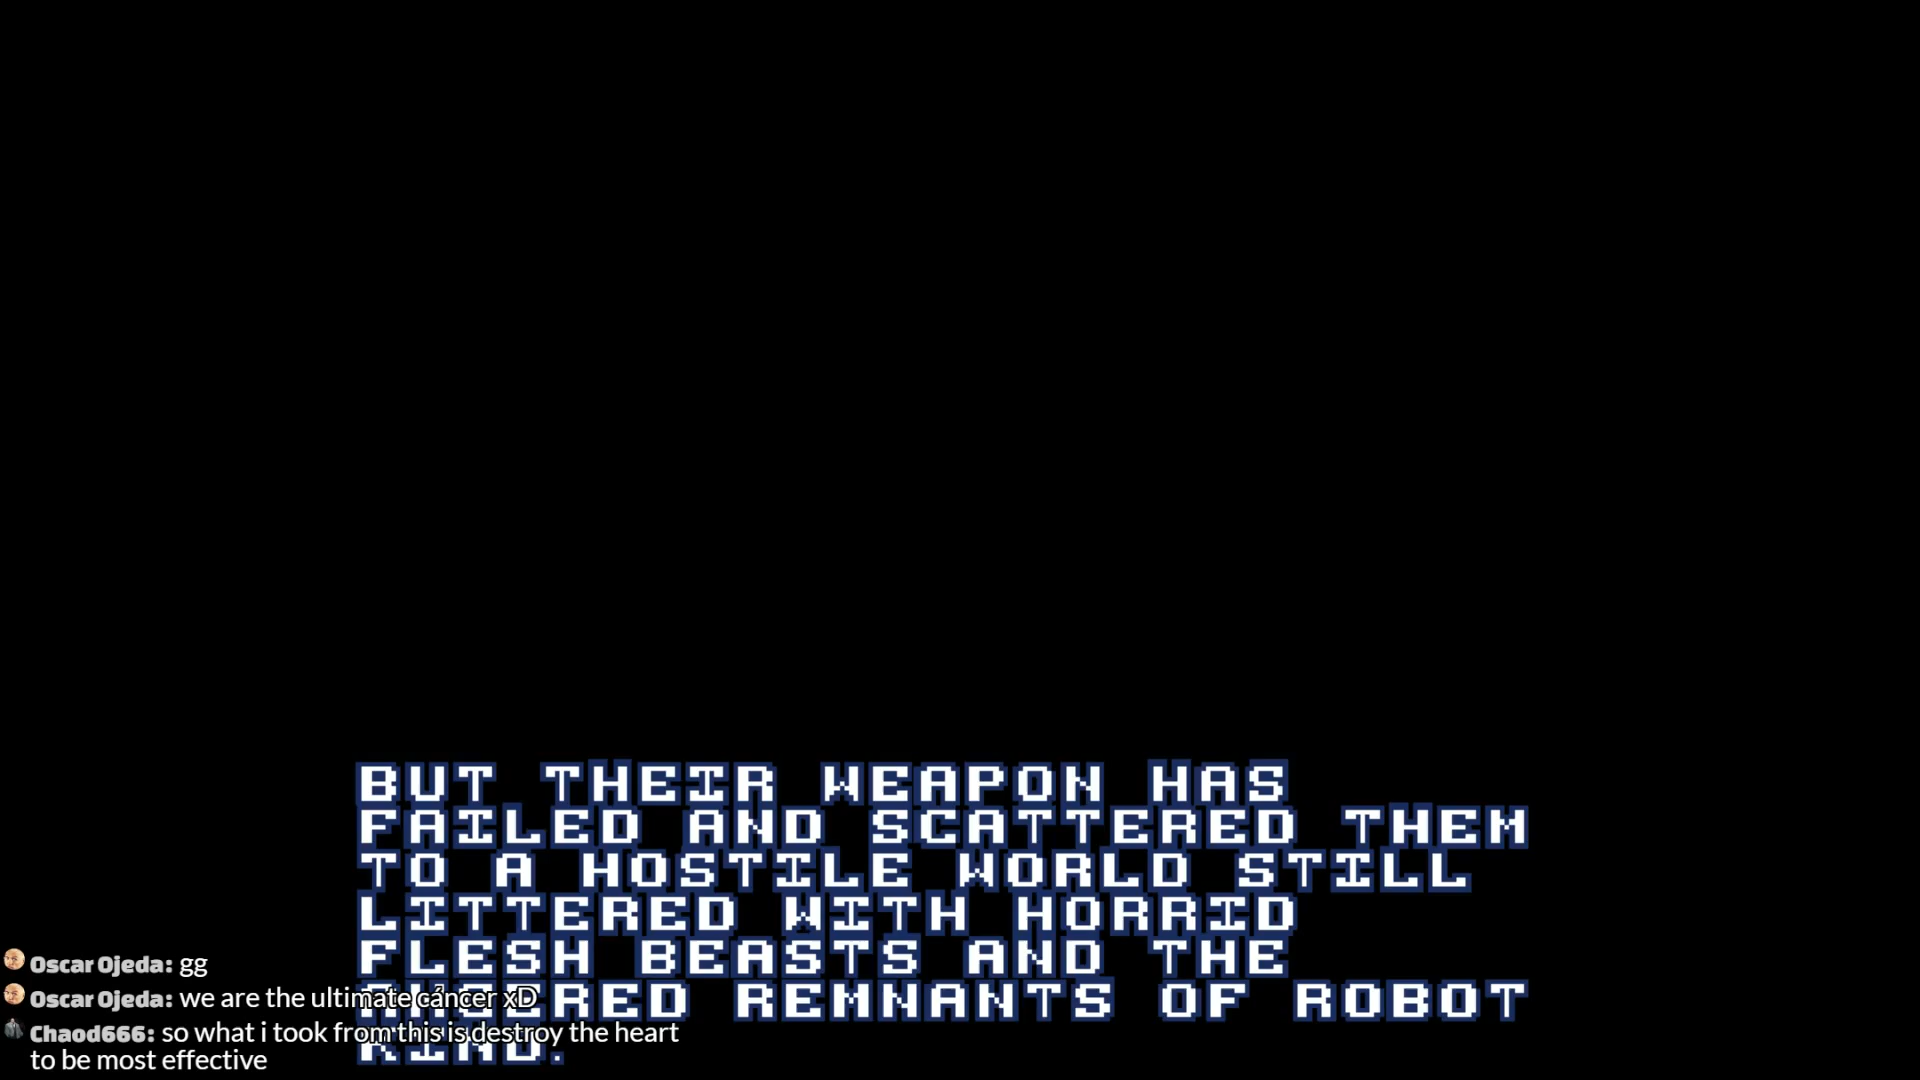 BUT THEIR WEAPON HAS
FAILED AND SCATTERED THEM
TO A HOSTILE WORLD STILL
LITTERED WITH HORRID
FLESH BEASTS AND THE
REMNANTS OF ROBOT
KIND.
Oscar Ojeda: gg
Oscar Ojeda: we are the ultimate cáncer xD
Chaod666: so what i took from this is destroy the heart
to be most effective